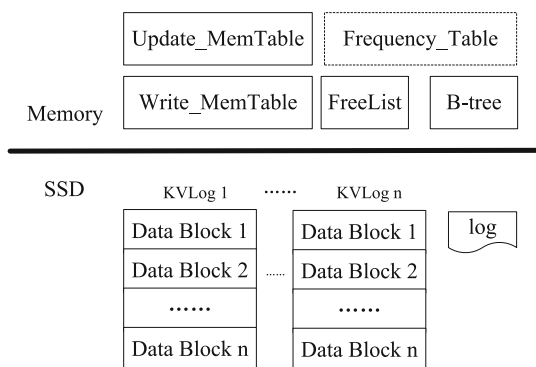 Update_MemTable Frequency_Table
Memory Write_MemTable FreeList B-tree
SSD KVLog 1 …… KVLog n
Data Block 1 Data Block 1 log
Data Block 2 …… Data Block 2
…… ……
Data Block n Data Block n